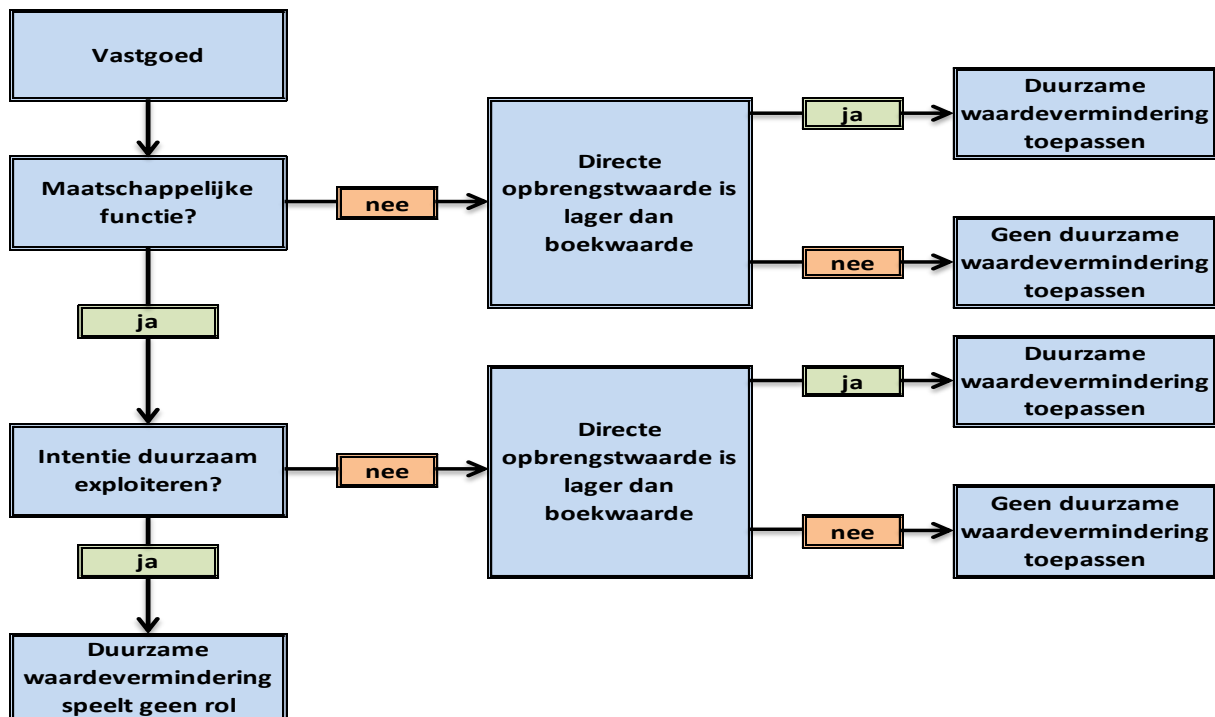 Vastgoed
Maatschappelijke
functie?
nee
Directe
opbrengstwaarde is
lager dan
boekwaarde
ja
Duurzame
waardevermindering
toepassen
nee
Geen duurzame
waardevermindering
toepassen
ja
Intentie duurzaam
exploiteren?
nee
Directe
opbrengstwaarde is
lager dan
boekwaarde
ja
Duurzame
waardevermindering
toepassen
nee
Geen duurzame
waardevermindering
toepassen
ja
Duurzame
waardevermindering
speelt geen rol